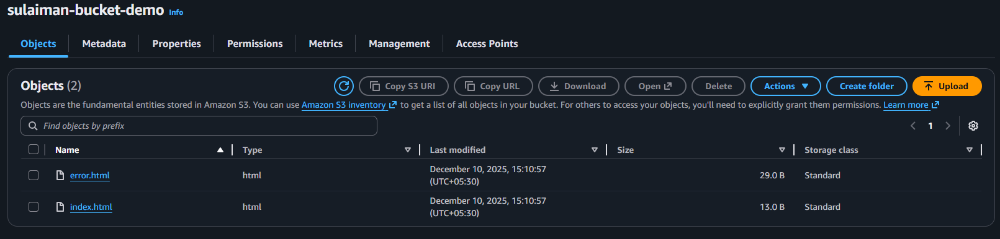 sulaiman-bucket-demo Info
Objects Metadata Properties Permissions Metrics Management Access Points
Objects (2) Copy S3 URI Copy URL Download Open Delete Actions Create folder Upload
Objects are the fundamental entities stored in Amazon S3. You can use Amazon S3 inventory to get a list of all objects in your bucket. For others to access your objects, you'll need to explicitly grant them permissions. Learn more
Find objects by prefix 1
Name Type Last modified Size Storage class
error.html html December 10, 2025, 15:10:57 (UTC+05:30) 29.0 B Standard
index.html html December 10, 2025, 15:10:57 (UTC+05:30) 13.0 B Standard